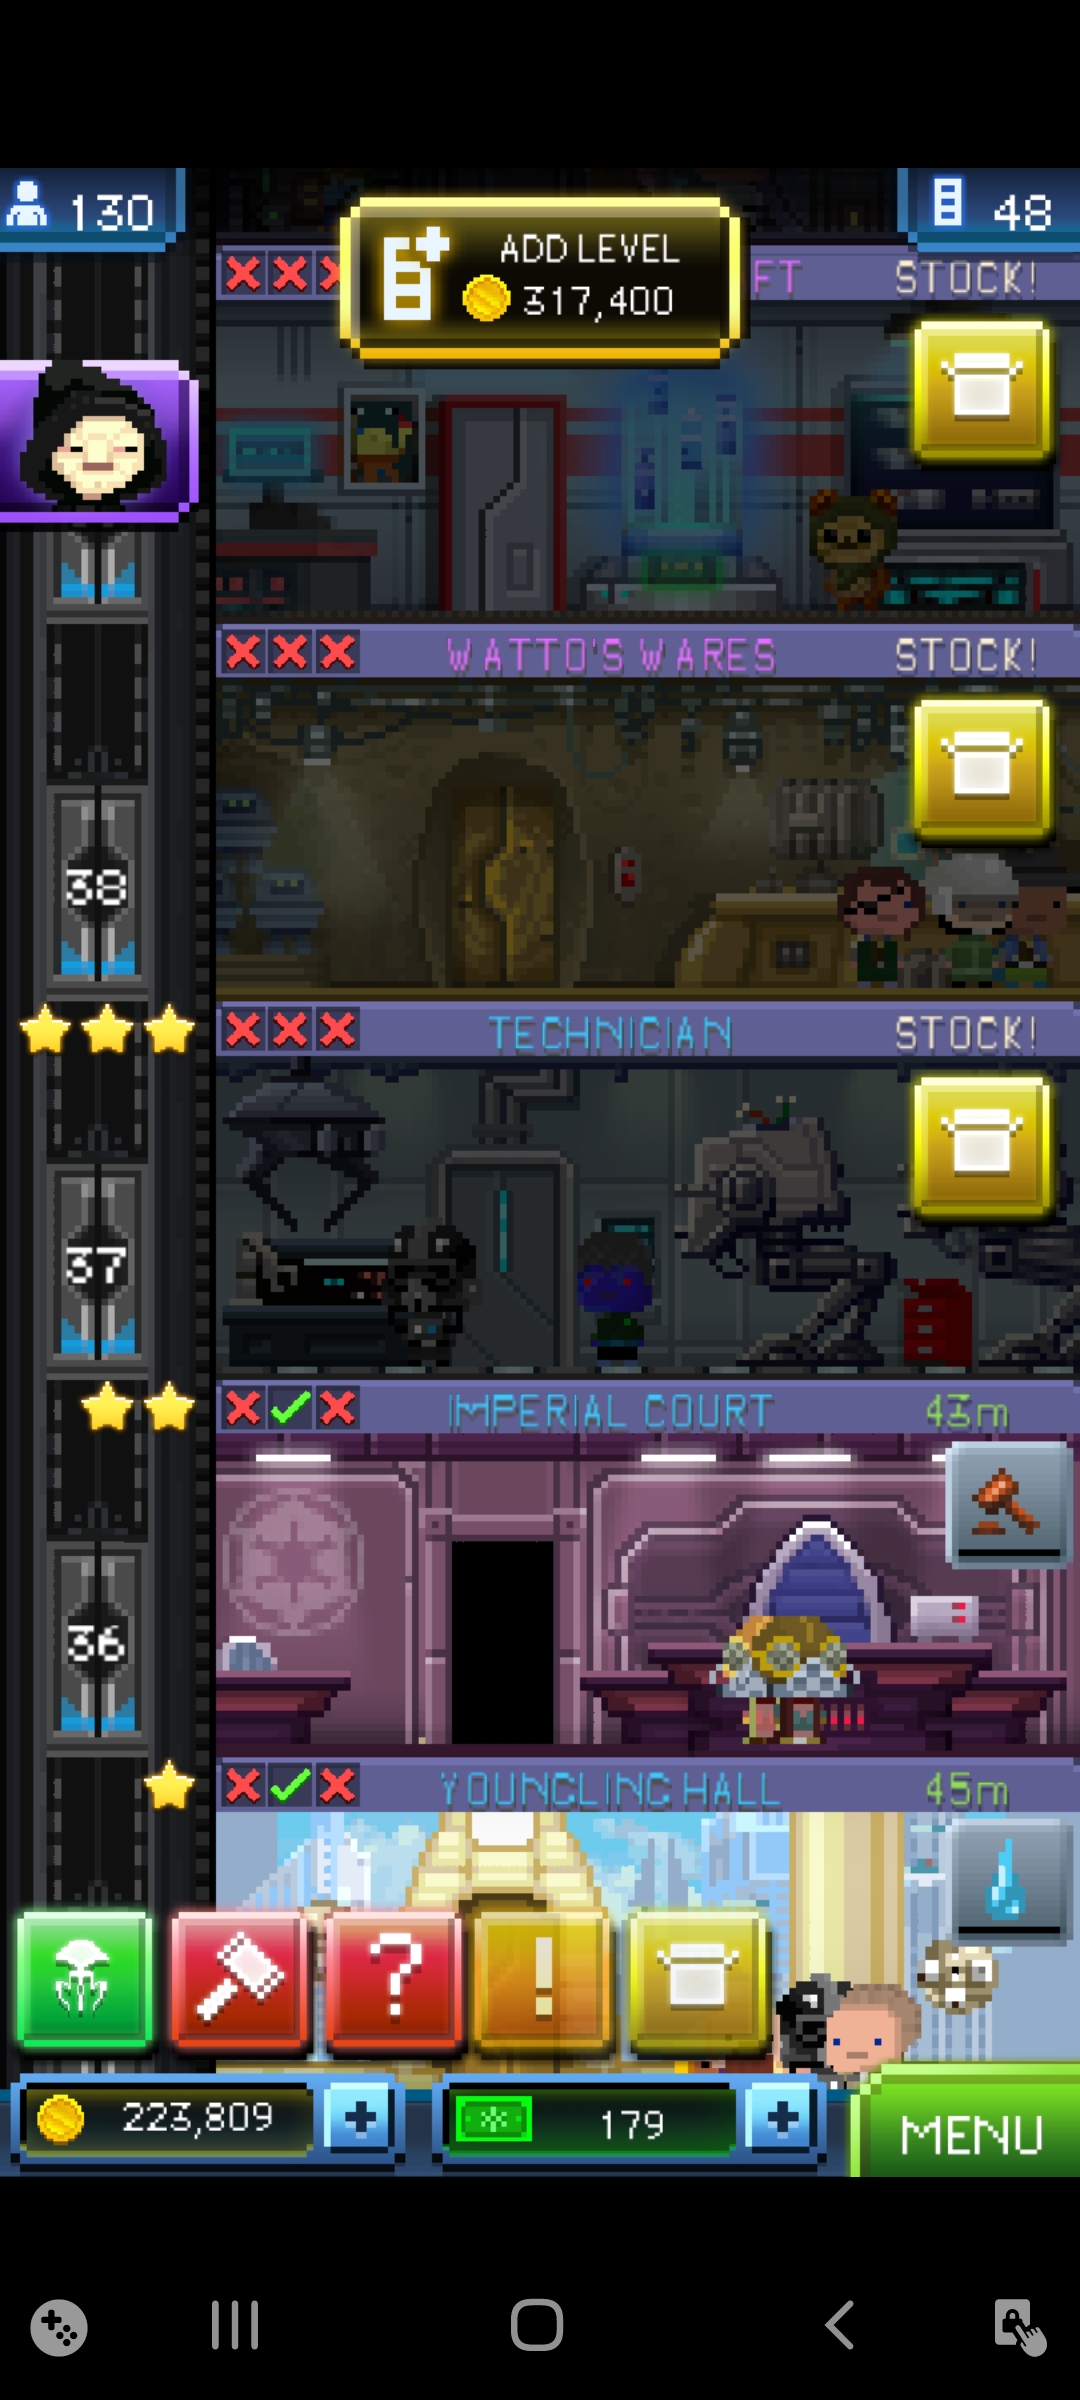 130
ADD LEVEL
317,400
48
FT
STOCK!
WATTO'S WARES
STOCK!
38
TECHNICIAN
STOCK!
37
IMPERIAL COURT
43m
36
YOUNGLING HALL
45m
?
!
223,809
179
MENU